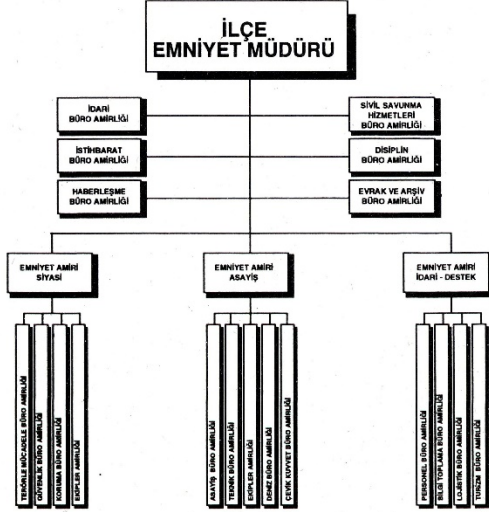 İLÇE
EMNİYET MÜDÜRÜ
İDARİ
BÜRO AMİRLİĞİ
SİVİL SAVUNMA
HİZMETLERİ
BÜRO AMİRLİĞİ
İSTİHBARAT
BÜRO AMİRLİĞİ
DİSİPLİN
BÜRO AMİRLİĞİ
HABERLEŞME
BÜRO AMİRLİĞİ
EVRAK VE ARŞİV
BÜRO AMİRLİĞİ
EMNİYET AMİRİ
SİYASİ
EMNİYET AMİRİ
ASAYİŞ
EMNİYET AMİRİ
İDARİ - DESTEK
TERÖRLE MÜCADELE BÜRO AMİRLİĞİ
GÜVENLİK BÜRO AMİRLİĞİ
KORUMA BÜRO AMİRLİĞİ
EKİPLER AMİRLİĞİ
ASAYİŞ BÜRO AMİRLİĞİ
TEKNİK BÜRO AMİRLİĞİ
EKİPLER AMİRLİĞİ
DENİZ BÜRO AMİRLİĞİ
ÇEVİK KUVVET BÜRO AMİRLİĞİ
PERSONEL BÜRO AMİRLİĞİ
BİLGİ TOPLAMA BÜRO AMİRLİĞİ
LOJİSTİK BÜRO AMİRLİĞİ
TURİZM BÜRO AMİRLİĞİ